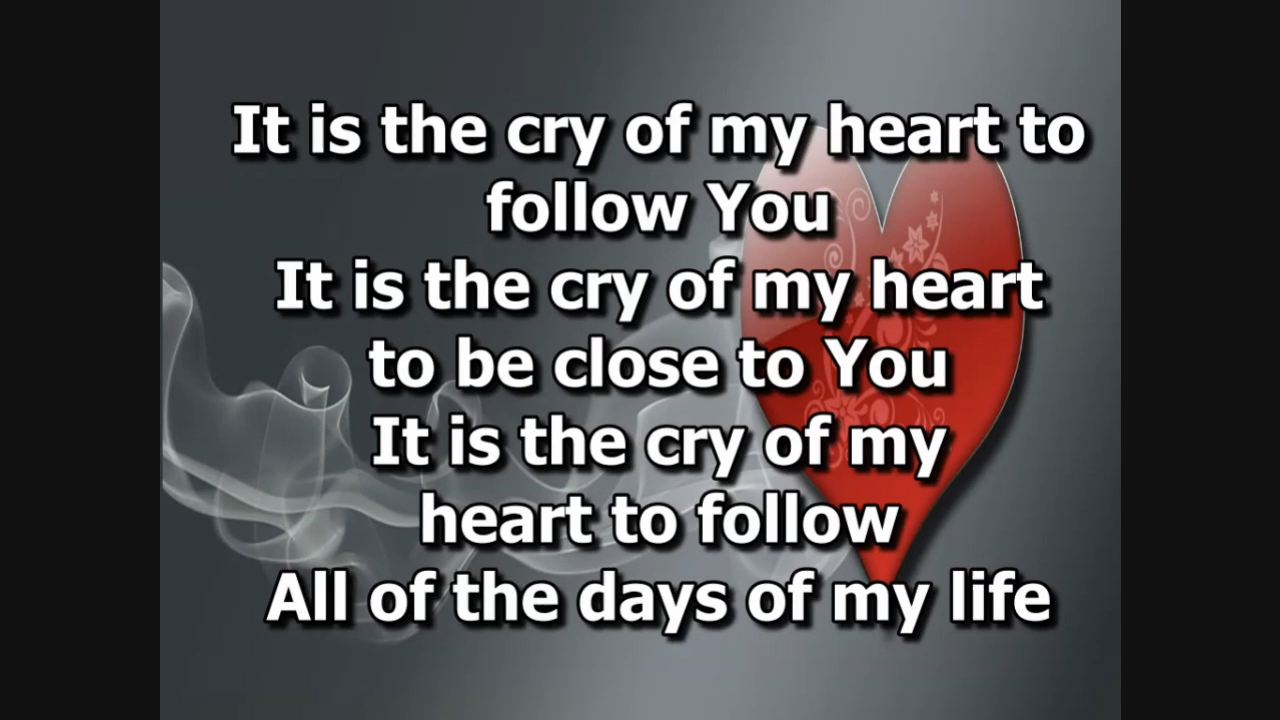 It is the cry of my heart to
follow You
It is the cry of my heart
to be close to You
It is the cry of my
heart to follow
All of the days of my life